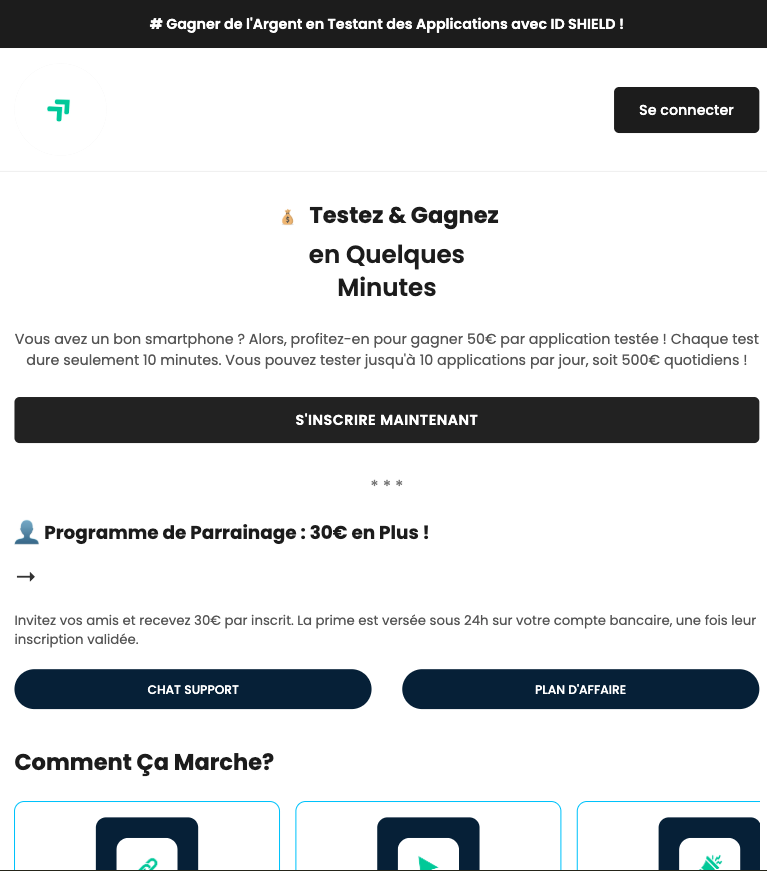 # Gagner de l'Argent en Testant des Applications avec ID SHIELD !
Se connecter
Testez & Gagnez
en Quelques
Minutes
Vous avez un bon smartphone ? Alors, profitez-en pour gagner 50€ par application testée ! Chaque test
dure seulement 10 minutes. Vous pouvez tester jusqu'à 10 applications par jour, soit 500€ quotidiens !
S'INSCRIRE MAINTENANT
* * *
Programme de Parrainage : 30€ en Plus !
→
Invitez vos amis et recevez 30€ par inscrit. La prime est versée sous 24h sur votre compte bancaire, une fois leur
inscription validée.
CHAT SUPPORT
PLAN D'AFFAIRE
Comment Ça Marche?